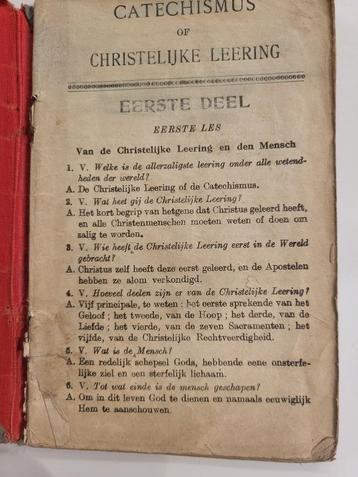 CATECHISMUS
OF
CHRISTELIJKE LEERING
EERSTE DEEL
EERSTE LES
Van de Christelijke Leering en den Mensch
1. V. Welke is de allerzaligste leering onder alle wetend-
heden der wereld?
A. De Christelijke Leering of de Catechismus.
2. V. Wat heet gij de Christelijke Leering?
A. Het kort begrip van hetgene dat Christus geleerd heeft,
en alle Christenmenschen moeten weten of doen om
zalig te worden.
3. V. Wie heeft de Christelijke Leering eerst in de Wereld
gebracht?
A. Christus zelf heeft deze eerst geleerd, en de Apostelen
hebben ze alom verkondigd.
4. V. Hoeveel deelen zijn er van de Christelijke Leering?
A. Vijf principale, te weten: het eerste sprekende van het
Geloof; het tweede, van de Hoop; het derde, van de
Liefde; het vierde, van de zeven Sacramenten; het
vijfde, van de Christelijke Rechtveerdigheid.
5. V. Wat is de Mensch?
A. Een redelijk schepsel Gods, hebbende eene onsterfe-
lijke ziel en een sterfelijk lichaam.
6. V. Tot wat einde is de mensch geschapen?
A. Om in dit leven God te dienen en namaals eeuwiglijk
Hem te aanschouwen.